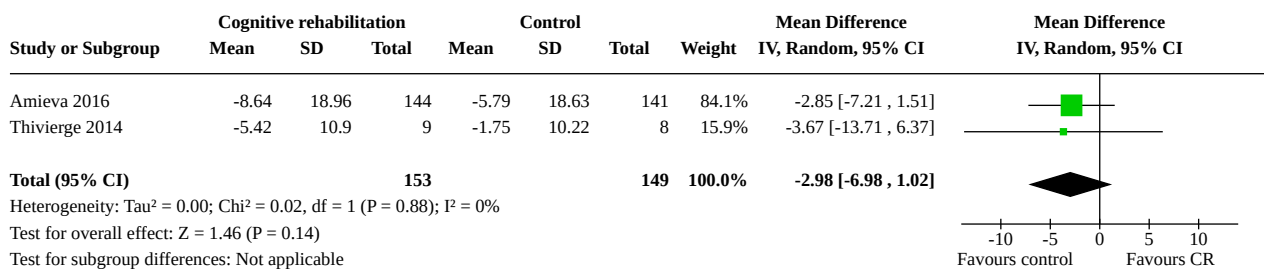 Cognitive rehabilitation Control Mean Difference Mean Difference
Study or Subgroup Mean SD Total Mean SD Total Weight IV, Random, 95% CI IV, Random, 95% CI
Amieva 2016 -8.64 18.96 144 -5.79 18.63 141 84.1% -2.85 [-7.21 , 1.51]
Thivierge 2014 -5.42 10.9 9 -1.75 10.22 8 15.9% -3.67 [-13.71 , 6.37]
Total (95% CI) 153 149 100.0% -2.98 [-6.98 , 1.02]
Heterogeneity: Tau² = 0.00; Chi² = 0.02, df = 1 (P = 0.88); I² = 0%
Test for overall effect: Z = 1.46 (P = 0.14) -10 -5 0 5 10
Test for subgroup differences: Not applicable Favours control Favours CR